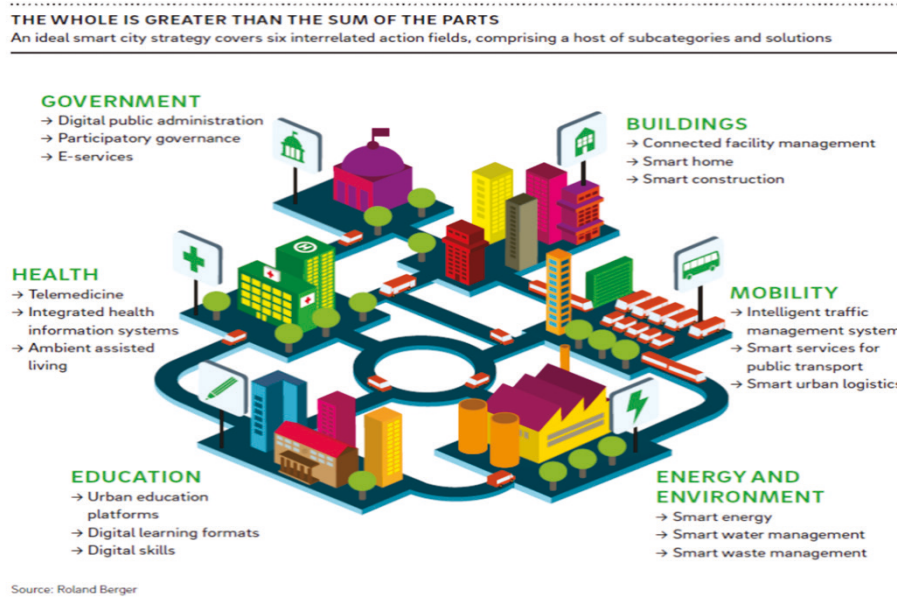 THE WHOLE IS GREATER THAN THE SUM OF THE PARTS
An ideal smart city strategy covers six interrelated action fields, comprising a host of subcategories and solutions
GOVERNMENT
→ Digital public administration
→ Participatory governance
→ E-services
BUILDINGS
→ Connected facility management
→ Smart home
→ Smart construction
HEALTH
→ Telemedicine
→ Integrated health
information systems
→ Ambient assisted
living
MOBILITY
→ Intelligent traffic
management system
→ Smart services for
public transport
→ Smart urban logistics
EDUCATION
→ Urban education
platforms
→ Digital learning formats
→ Digital skills
ENERGY AND
ENVIRONMENT
→ Smart energy
→ Smart water management
→ Smart waste management
H
Source: Roland Berger